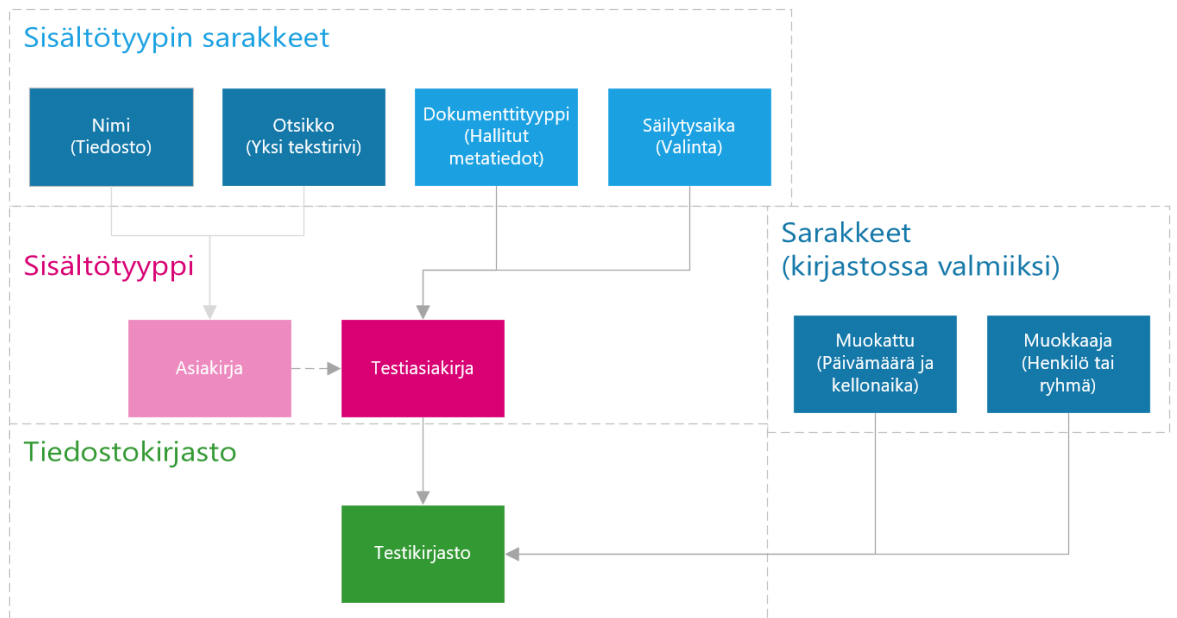 Sisältötyypin sarakkeet
Nimi
(Tiedosto)
Otsikko
(Yksi tekstirivi)
Dokumenttityyppi
(Hallitut
metatiedot)
Säilytysaika
(Valinta)
Sisältötyyppi
Asiakirja
Testiasiakirja
Sarakkeet
(kirjastossa valmiiksi)
Muokattu
(Päivämäärä ja
kellonaika)
Muokkaaja
(Henkilö tai
ryhmä)
Tiedostokirjasto
Testikirjasto